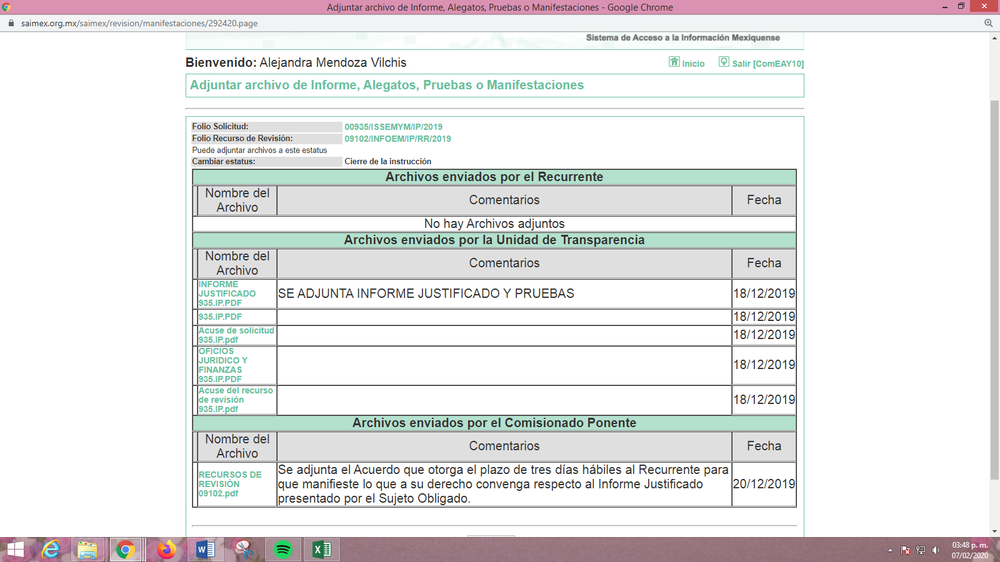 Adjuntar archivo de Informe, Alegatos, Pruebas o Manifestaciones - Google Chrome
saimex.org.mx/saimex/revision/manifestaciones/292420.page
Sistema de Acceso a la Información Mexiquense
Bienvenido: Alejandra Mendoza Vilchis
Inicio
Salir [ComEAY10]
Adjuntar archivo de Informe, Alegatos, Pruebas o Manifestaciones
Folio Solicitud: 00935/ISSEMYM/IP/2019
Folio Recurso de Revisión: 09102/INFOEM/IP/RR/2019
Puede adjuntar archivos a este estatus
Cambiar estatus: Cierre de la instrucción
Archivos enviados por el Recurrente
Nombre del
Archivo
Comentarios
Fecha
No hay Archivos adjuntos
Archivos enviados por la Unidad de Transparencia
Nombre del
Archivo
Comentarios
Fecha
INFORME
JUSTIFICADO
935.IP.PDF
SE ADJUNTA INFORME JUSTIFICADO Y PRUEBAS
18/12/2019
935.IP.PDF
18/12/2019
Acuse de solicitud
935.IP.pdf
18/12/2019
OFICIOS
JURIDICO Y
FINANZAS
935.IP.PDF
18/12/2019
Acuse del recurso
de revisión
935.IP.pdf
18/12/2019
Archivos enviados por el Comisionado Ponente
Nombre del
Archivo
Comentarios
Fecha
RECURSOS DE
REVISIÓN
09102.pdf
Se adjunta el Acuerdo que otorga el plazo de tres días hábiles al Recurrente para
que manifieste lo que a su derecho convenga respecto al Informe Justificado
presentado por el Sujeto Obligado.
20/12/2019
03:48 p. m.
07/02/2020